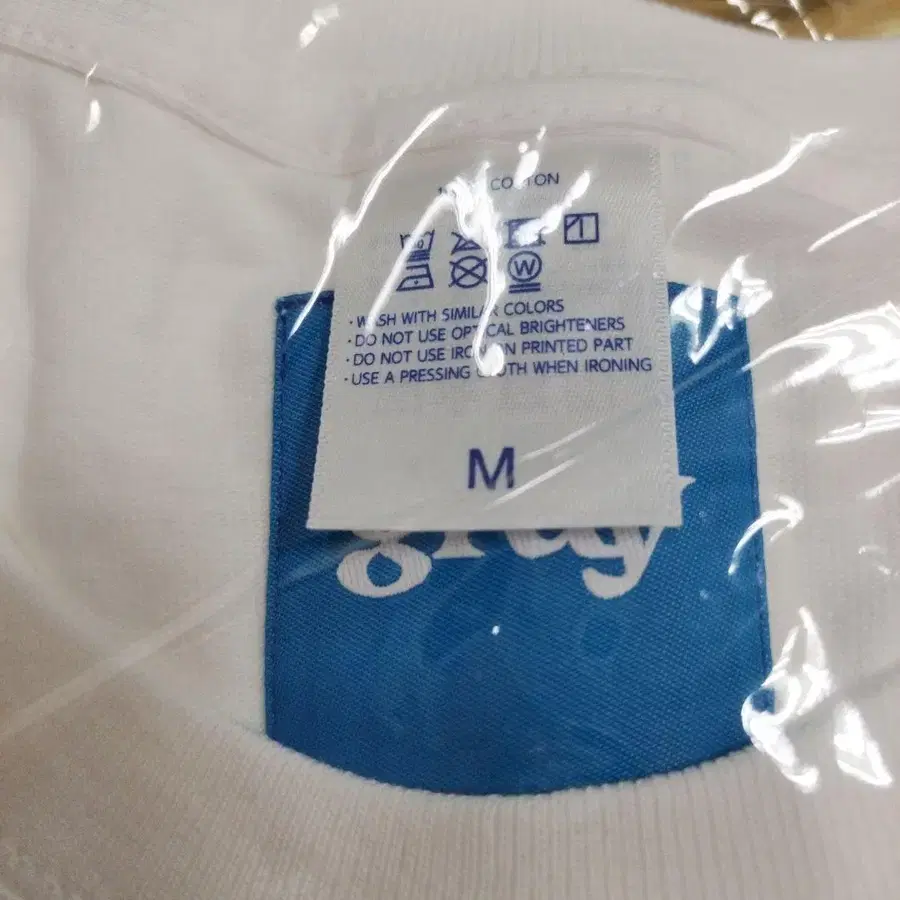 COTTON
W
· WASH WITH SIMILAR COLORS
· DO NOT USE OPTICAL BRIGHTENERS
· DO NOT USE IRON ON PRINTED PART
· USE A PRESSING CLOTH WHEN IRONING
M